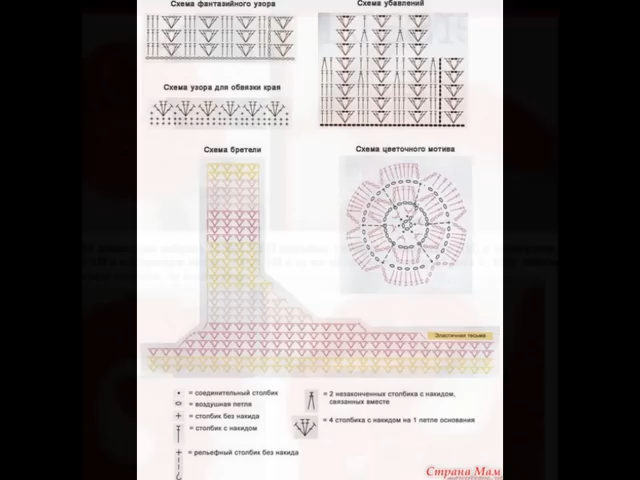 Схема фантазийного узора
Схема убавлений
Схема узора для обвязки края
Схема бретели
Схема цветочного мотива
Эластичная тесьма
= соединительный столбик
= воздушная петля
= столбик без накида
= столбик с накидом
= рельефный столбик без накида
= 2 незаконченных столбика с накидом,
связанных вместе
= 4 столбика с накидом на 1 петле основания
Страна Мам